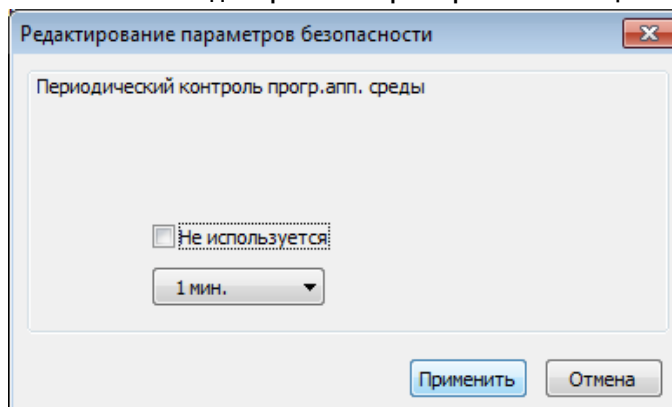 Редактирование параметров безопасности
Периодический контроль прогр.апп. среды
Не используется
1 мин.
Применить
Отмена